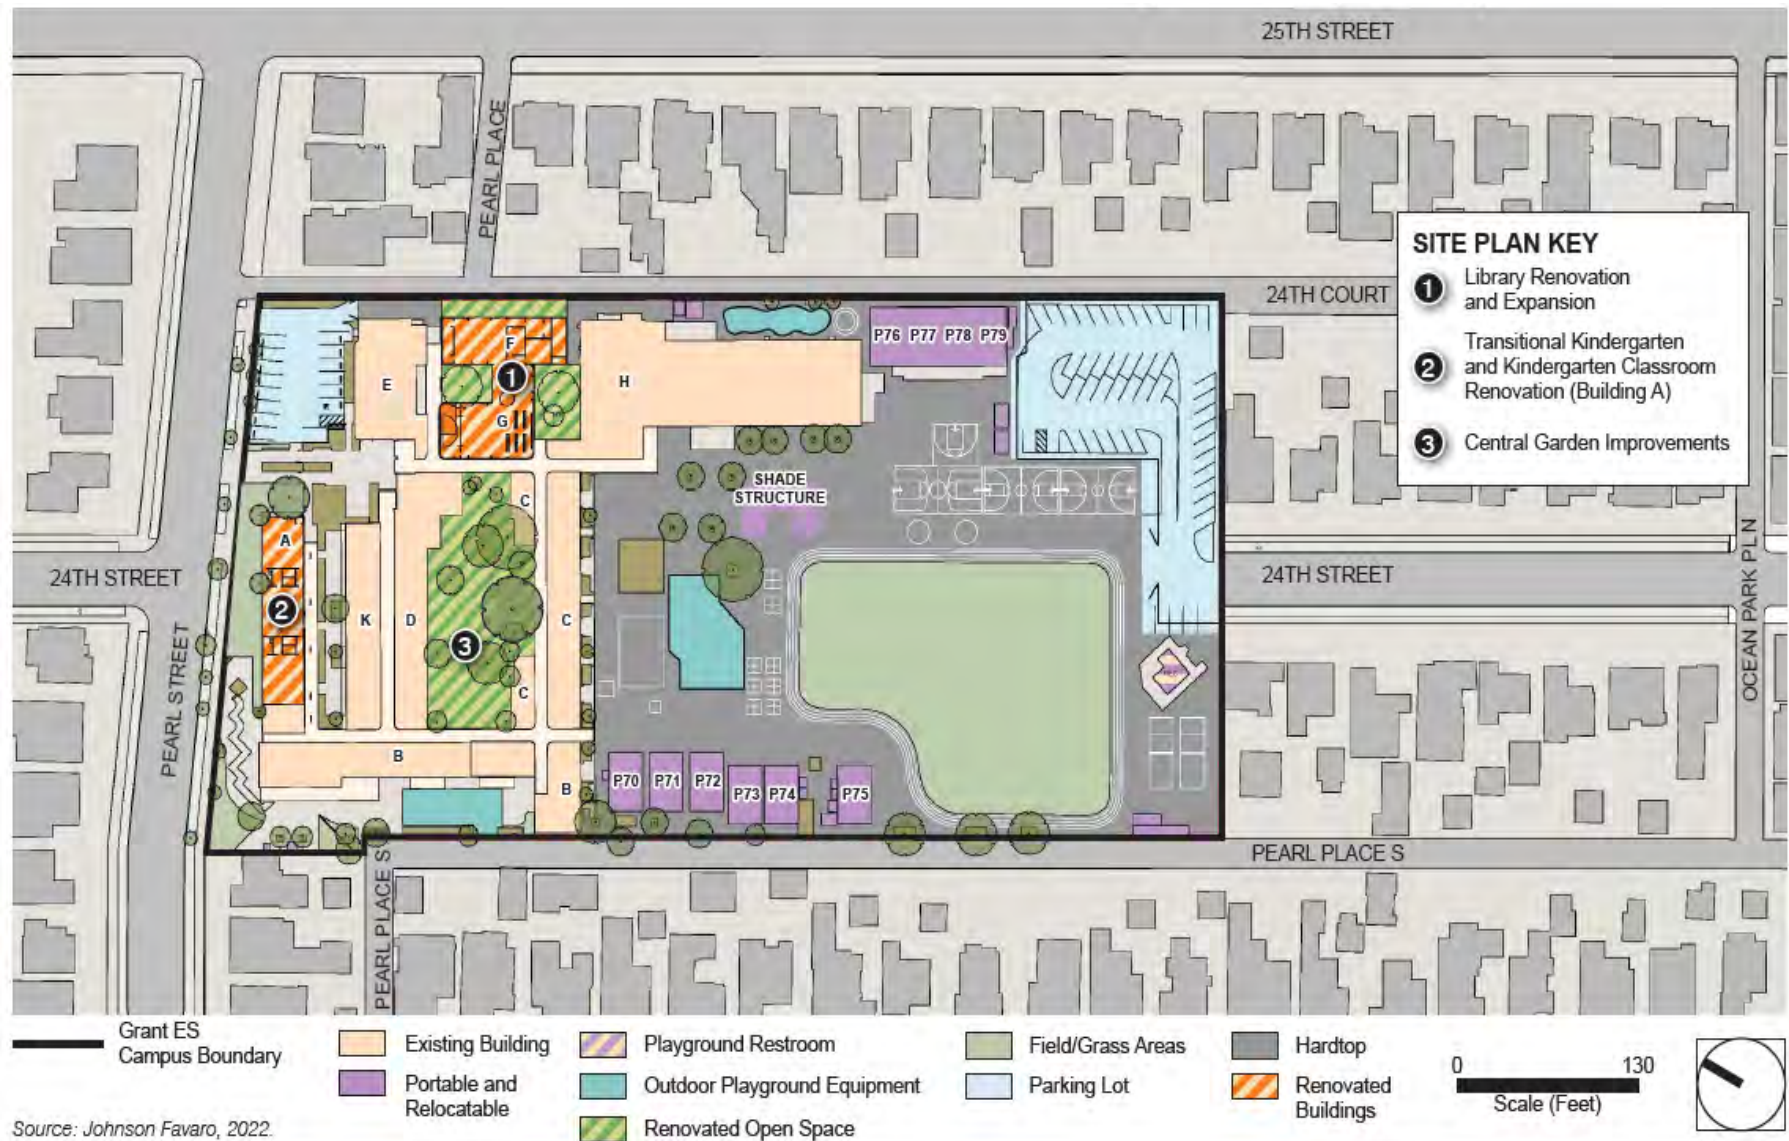 25TH STREET
PEARL PLACE
SITE PLAN KEY
1 Library Renovation
and Expansion
2 Transitional Kindergarten
and Kindergarten Classroom
Renovation (Building A)
3 Central Garden Improvements
24TH COURT
F
P76 P77 P78 P79
1
E
H
G
SHADE
STRUCTURE
C
A
24TH STREET
24TH STREET
2
K
D
C
3
C
PEARL STREET
OCEAN PARK PLN
B
B
P70
P71
P72
P73
P74
P75
PEARL PLACE S
PEARL PLACE S
Grant ES
Campus Boundary
Existing Building
Portable and
Relocatable
Playground Restroom
Outdoor Playground Equipment
Renovated Open Space
Field/Grass Areas
Parking Lot
Hardtop
Renovated
Buildings
0 130
Scale (Feet)
Source: Johnson Favaro, 2022.